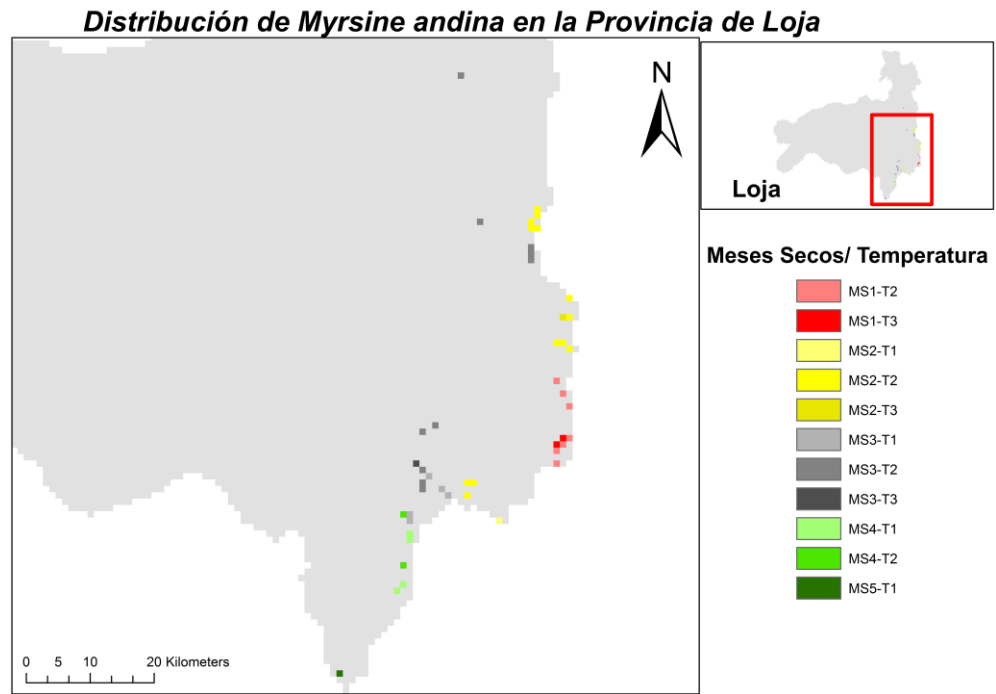 Distribución de Myrsine andina en la Provincia de Loja
N
Loja
Meses Secos/ Temperatura
MS1-T2
MS1-T3
MS2-T1
MS2-T2
MS2-T3
MS3-T1
MS3-T2
MS3-T3
MS4-T1
MS4-T2
MS5-T1
0 5 10 20 Kilometers